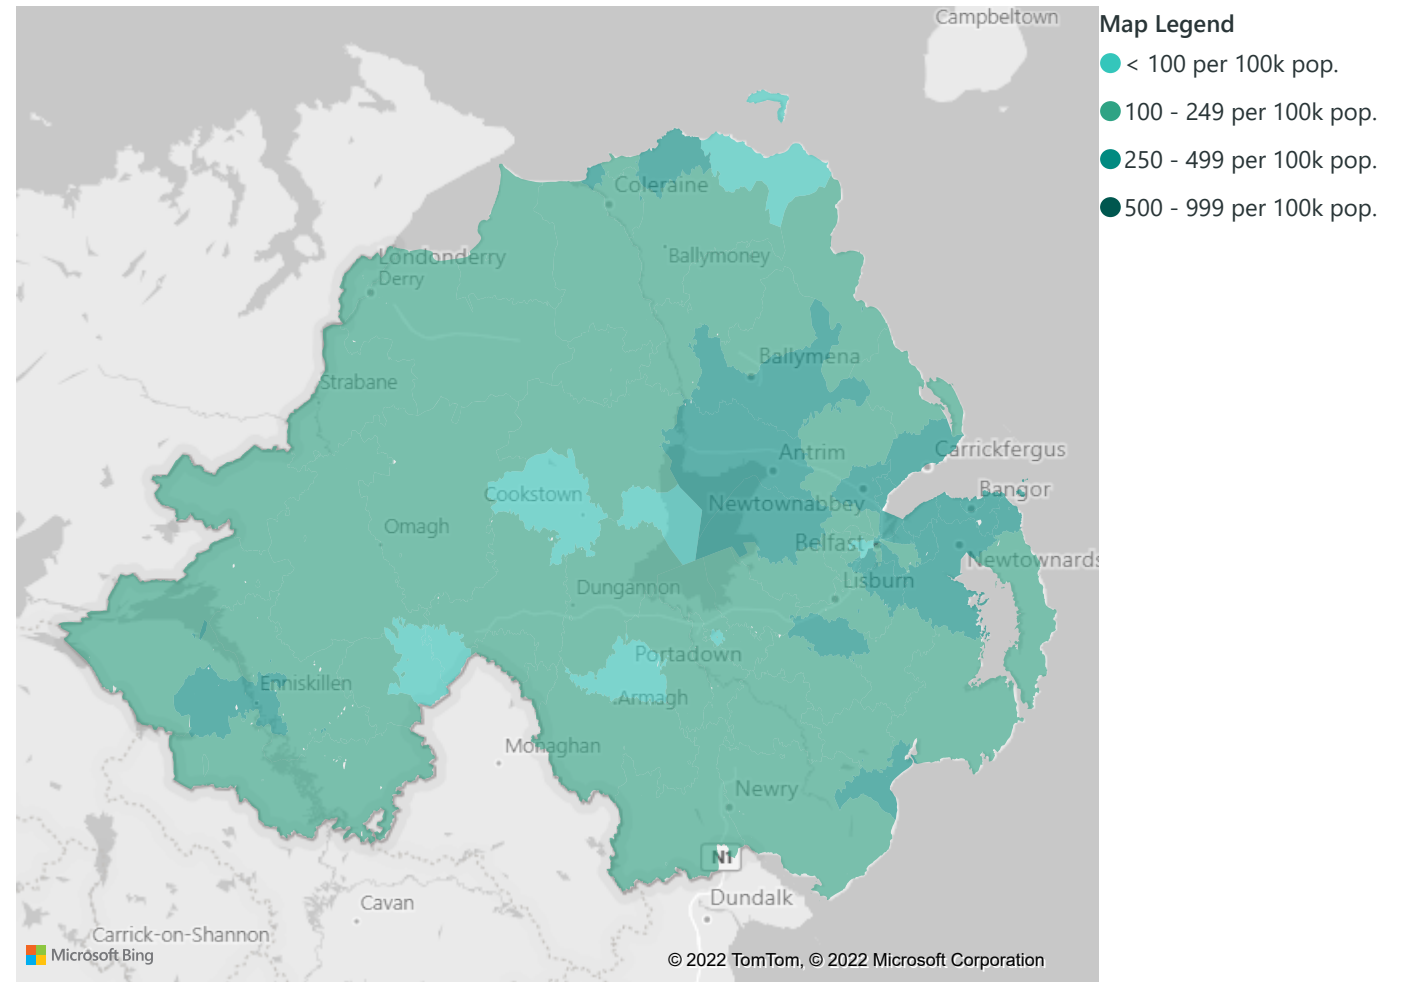 Campbeltown
Map Legend
< 100 per 100k pop.
100 - 249 per 100k pop.
250 - 499 per 100k pop.
500 - 999 per 100k pop.
Coleraine
Londonderry
Derry
Ballymoney
Ballymena
Strabane
Antrim
Carrickfergus
Cookstown
Newtownabbey
Bangor
Omagh
Belfast
Newtownards
Dungannon
Lisburn
Portadown
Enniskillen
Armagh
Monaghan
Newry
N1
Cavan
Dundalk
Carrick-on-Shannon
Microsoft Bing
© 2022 TomTom, © 2022 Microsoft Corporation